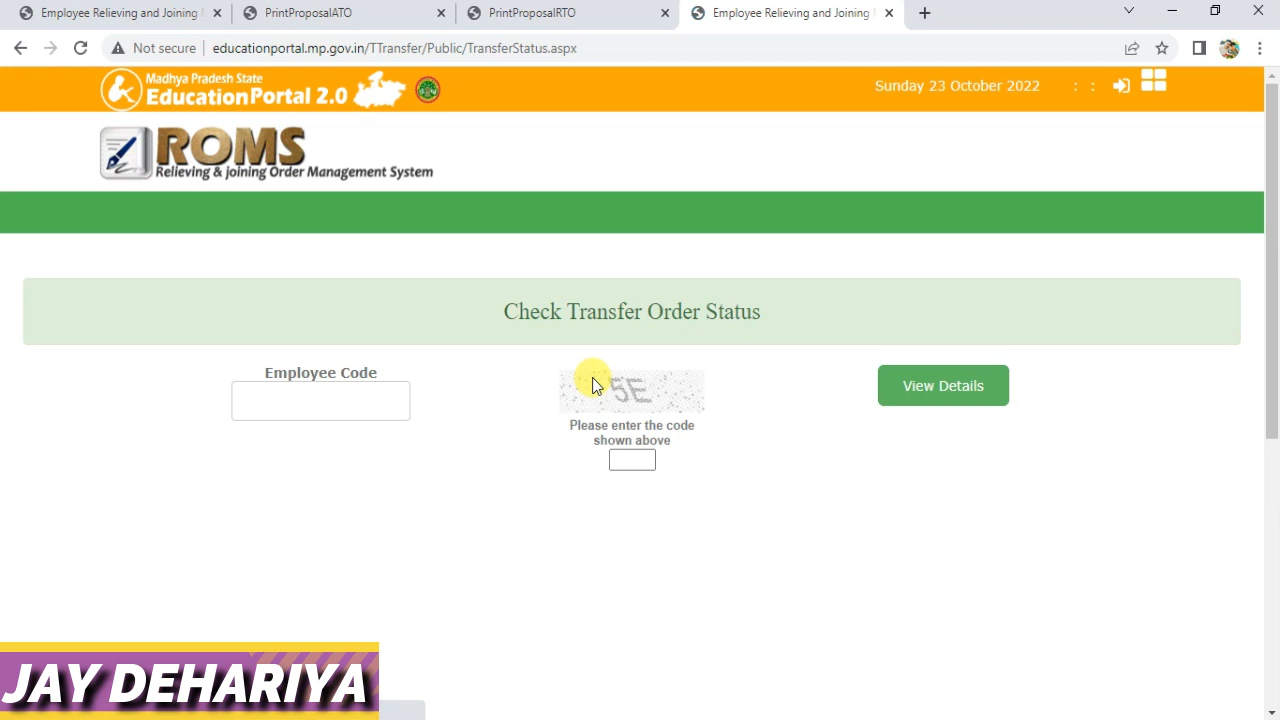 Employee Relieving and Joining
PrintProposalATO
PrintProposalRTO
Employee Relieving and Joining
Not secure
educationportal.mp.gov.in/TTransfer/Public/TransferStatus.aspx
Madhya Pradesh State
EducationPortal 2.0
Sunday 23 October 2022 : :
ROMS
Relieving & Joining Order Management System
Check Transfer Order Status
Employee Code
5E
View Details
Please enter the code
shown above
JAY DEHARIYA